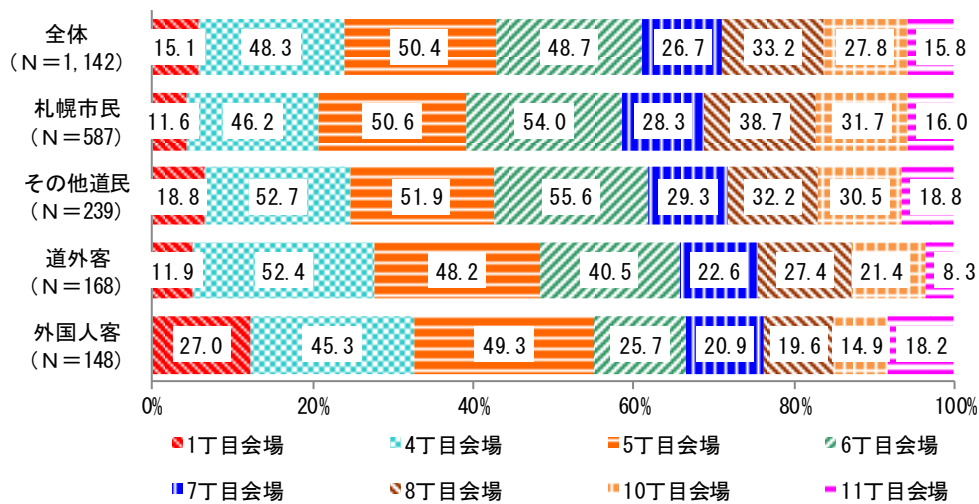 全体
(N=1,142)
15.1 48.3 50.4 48.7 26.7 33.2 27.8 15.8
札幌市民
(N=587)
11.6 46.2 50.6 54.0 28.3 38.7 31.7 16.0
その他道民
(N=239)
18.8 52.7 51.9 55.6 29.3 32.2 30.5 18.8
道外客
(N=168)
11.9 52.4 48.2 40.5 22.6 27.4 21.4 8.3
外国人客
(N=148)
27.0 45.3 49.3 25.7 20.9 19.6 14.9 18.2
0% 20% 40% 60% 80% 100%
1丁目会場 4丁目会場 5丁目会場 6丁目会場
7丁目会場 8丁目会場 10丁目会場 11丁目会場